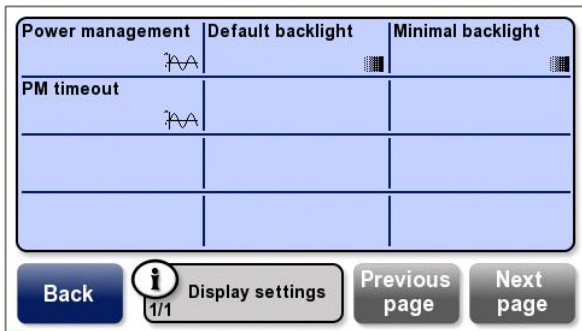 Power management Default backlight Minimal backlight
PM timeout
Back
i
1/1
Display settings
Previous
page
Next
page